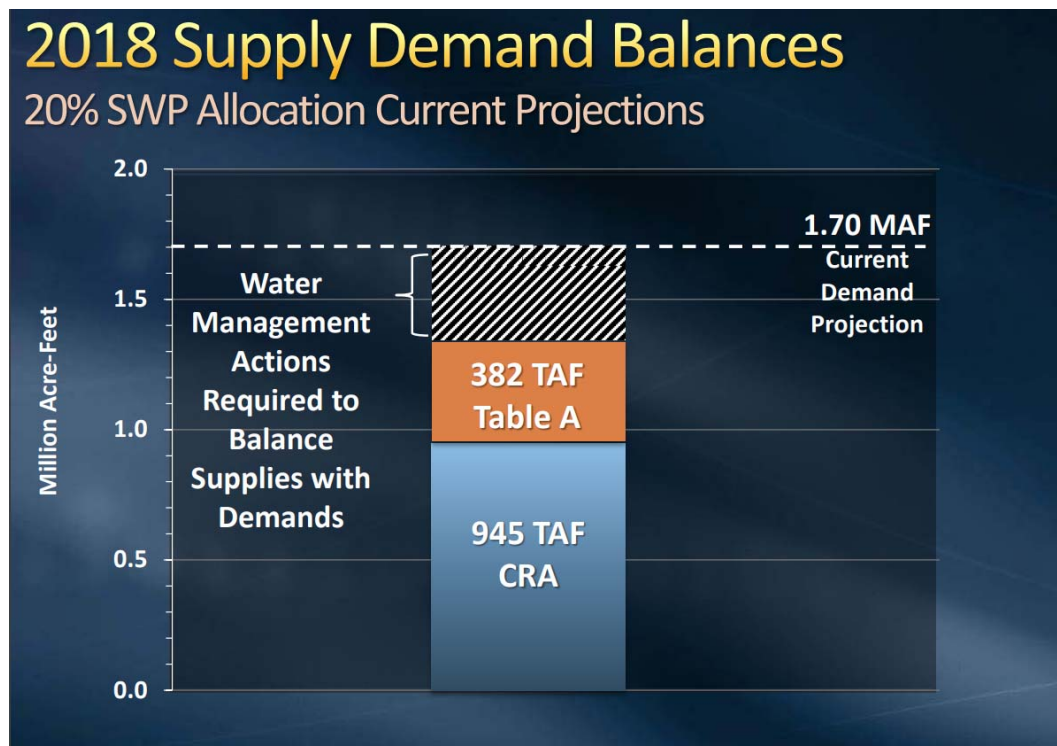 2018 Supply Demand Balances
20% SWP Allocation Current Projections
Million Acre-Feet
2.0
1.5
1.0
0.5
0.0
Water
Management
Actions
Required to
Balance
Supplies with
Demands
382 TAF
Table A
945 TAF
CRA
1.70 MAF
Current
Demand
Projection